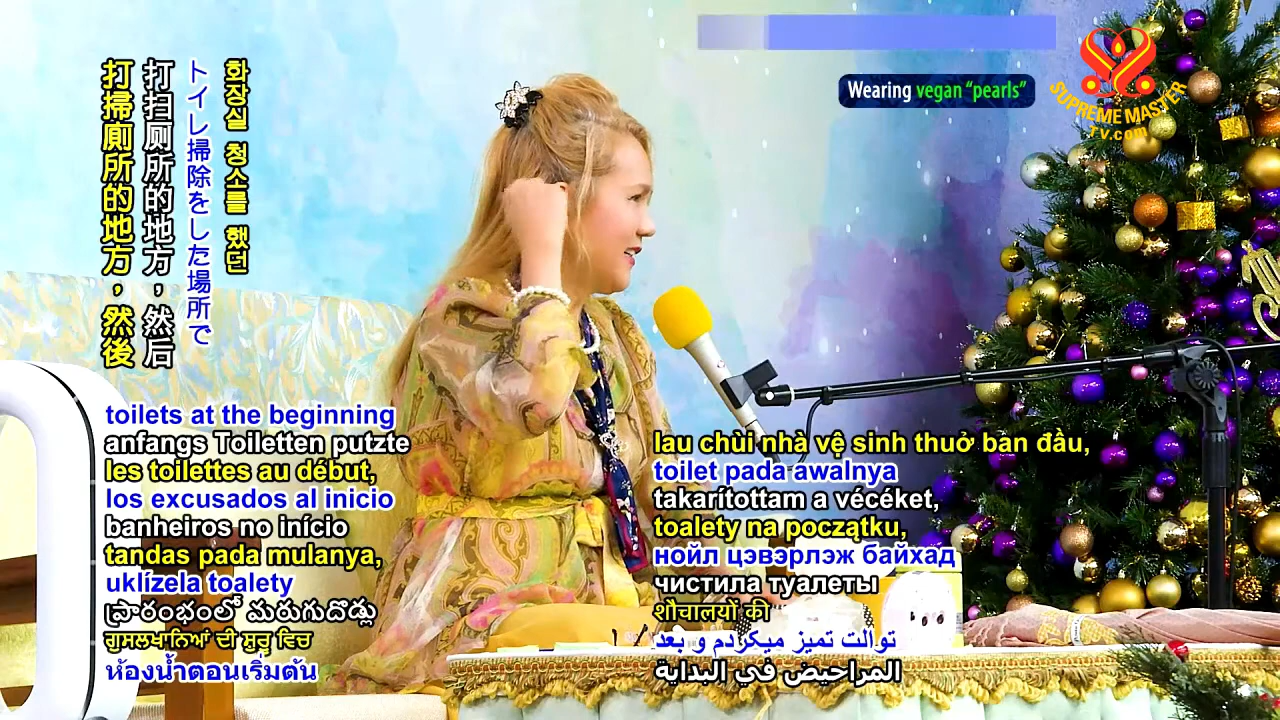 Wearing vegan “pearls”
SUPREME MASTER
TV.com
화장실 청소를 했던
トイレ掃除をした場所で
打扫厕所的地方，然后
打掃廁所的地方，然後
toilets at the beginning
anfangs Toiletten putzte
les toilettes au début,
los excusados al inicio
banheiros no início
tandas pada mulanya,
uklízela toalety
ప్రారంభంలో మరుగుదొడ్లు
ਗੁਸਲਖਾਨਿਆਂ ਦੀ ਸ਼ੁਰੂ ਵਿਚ
ห้องน้ำตอนเริ่มต้น
lau chùi nhà vệ sinh thuở ban đầu,
toilet pada awalnya
takarítottam a vécéket,
toalety na początku,
нойл цэвэрлэж байхад
чистила туалеты
शौचालयों की
توالت تمیز میکردم و بعد
المراحيض في البداية